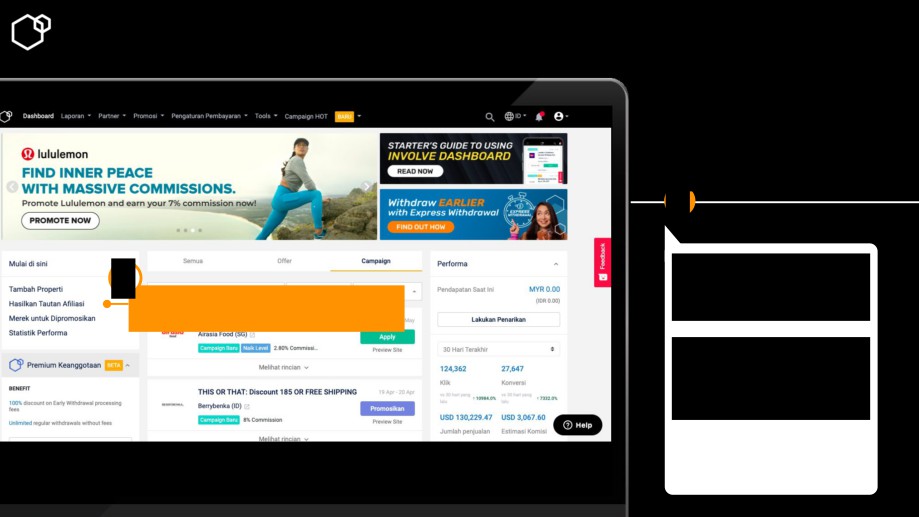 Dashboard Laporan Partner Promosi Pengaturan Pembayaran Tools Campaign HOT BARU ID
lululemon
FIND INNER PEACE
WITH MASSIVE COMMISSIONS.
Promote Lululemon and earn your 7% commission now!
PROMOTE NOW
STARTER'S GUIDE TO USING
INVOLVE DASHBOARD
READ NOW
Withdraw EARLIER
with Express Withdrawal
FIND OUT HOW
EXPRESS
Feedback
Mulai di sini
Tambah Properti
Hasilkan Tautan Afiliasi
Merek untuk Dipromosikan
Statistik Performa
Premium Keanggotaan BETA
BENEFIT
100% discount on Early Withdrawal processing
fees
Unlimited regular withdrawals without fees
Semua Offer Campaign
Airasia Food (SG)
Campaign Baru Naik Level 2.80% Commissi...
Apply
Preview Site
Melihat rincian
THIS OR THAT: Discount 185 OR FREE SHIPPING 19 Apr - 20 Apr
Berrybenka (ID)
Campaign Baru 8% Commission
Promosikan
Preview Site
Melihat rincian
Performa
Pendapatan Saat Ini MYR 0.00
(IDR 0.00)
Lakukan Penarikan
30 Hari Terakhir
124,362 27,647
Klik Konversi
USD 130,229.47 USD 3,067.60
Jumlah penjualan Estimasi Komisi
Help